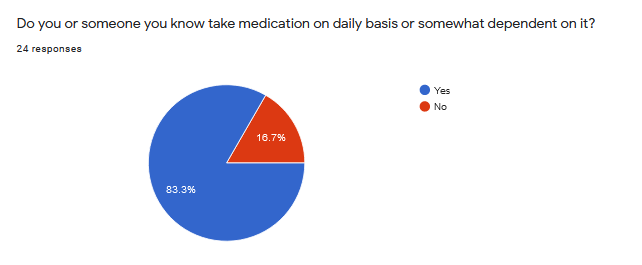 Do you or someone you know take medication on daily basis or somewhat dependent on it?
24 responses
Yes
No
16.7%
83.3%